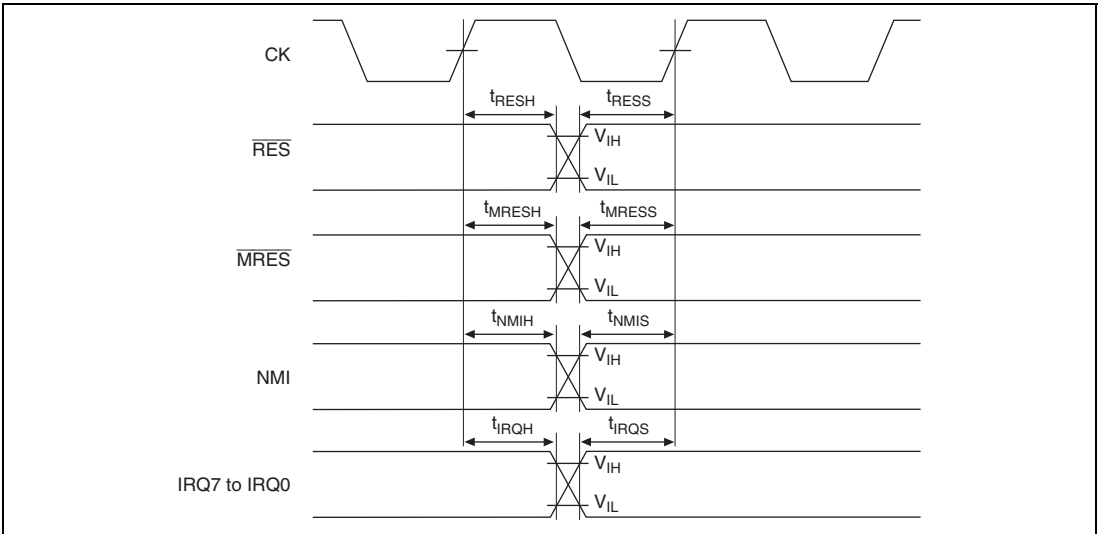 CK
tRESH tRESS
RES
VIH
VIL
tMRESH tMRESS
MRES
VIH
VIL
tNMIH tNMIS
NMI
VIH
VIL
tIRQH tIRQS
IRQ7 to IRQ0
VIH
VIL